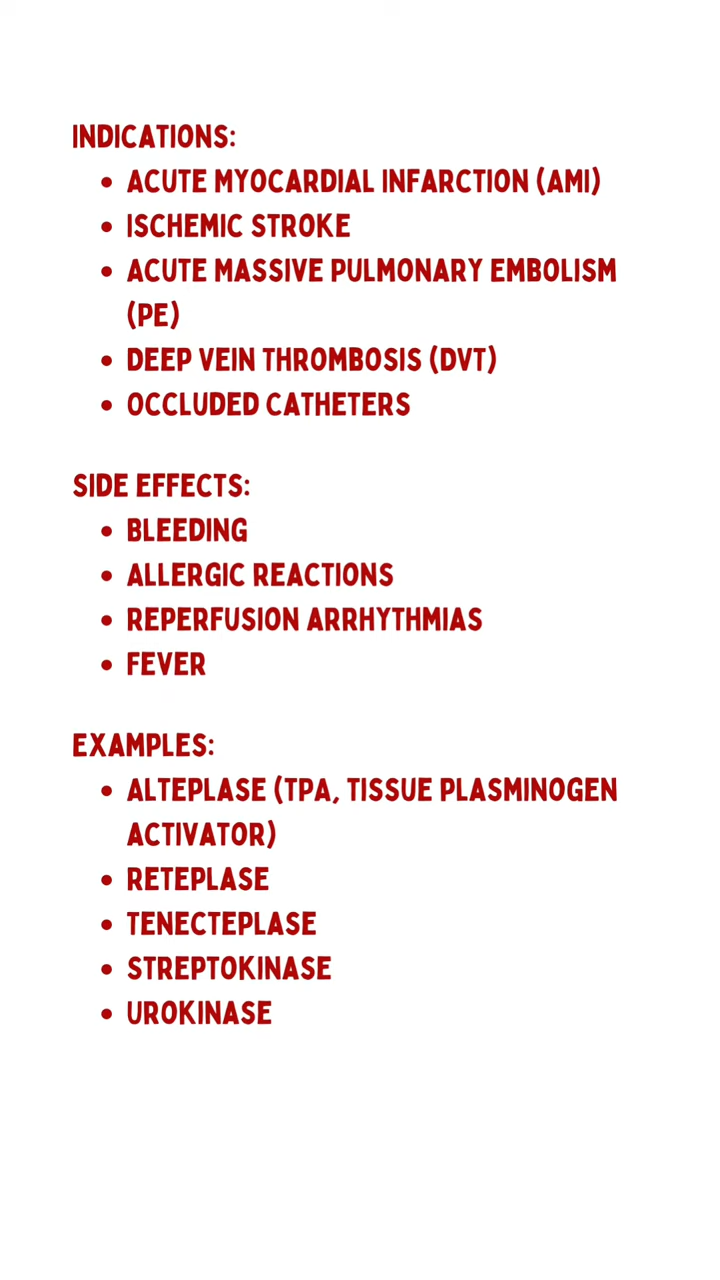 INDICATIONS:
• ACUTE MYOCARDIAL INFARCTION (AMI)
• ISCHEMIC STROKE
• ACUTE MASSIVE PULMONARY EMBOLISM
(PE)
• DEEP VEIN THROMBOSIS (DVT)
• OCCLUDED CATHETERS
SIDE EFFECTS:
• BLEEDING
• ALLERGIC REACTIONS
• REPERFUSION ARRHYTHMIAS
• FEVER
EXAMPLES:
• ALTEPLASE (TPA, TISSUE PLASMINOGEN
ACTIVATOR)
• RETEPLASE
• TENECTEPLASE
• STREPTOKINASE
• UROKINASE